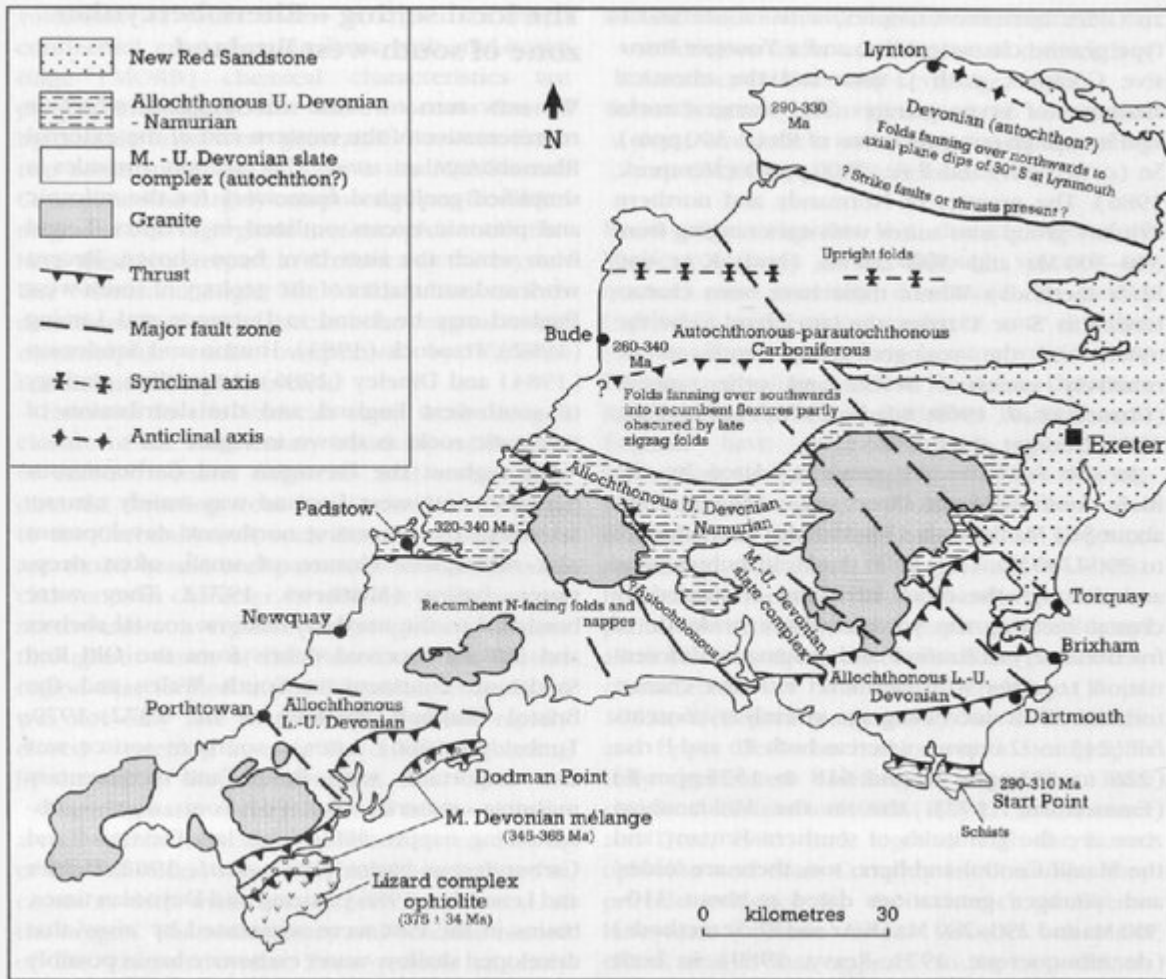 New Red Sandstone
Allochthonous U. Devonian
Namurian
M. - U. Devonian slate
complex (autochthon?)
Granite
Thrust
Major fault zone
Synclinal axis
Anticlinal axis
N
Lynton
290-330
Ma
Devonian (autochthon?)
Folds fanning over northwards to
axial plane dips of 30° S at Lynmouth
? Strike faults or thrusts present ?
Upright folds
Bude
260-340
Ma
Autochthonous-parautochthonous
Carboniferous
Folds fanning over southwards
into recumbent flexures partly
obscured by late
zigzag folds
Exeter
Allochthonous U. Devonian
Namurian
Padstow
320-340 Ma
M.-U. Devonian
slate complex
Autochthonous
Recumbent N-facing folds and
nappes
Newquay
Torquay
Brixham
Allochthonous L.-U.
Devonian
Dartmouth
Porthtowan
Allochthonous
L.-U. Devonian
Dodman Point
290-310 Ma
Start Point
Schists
M. Devonian mélange
(345-365 Ma)
Lizard complex
ophiolite
(375 ± 34 Ma)
0 kilometres 30